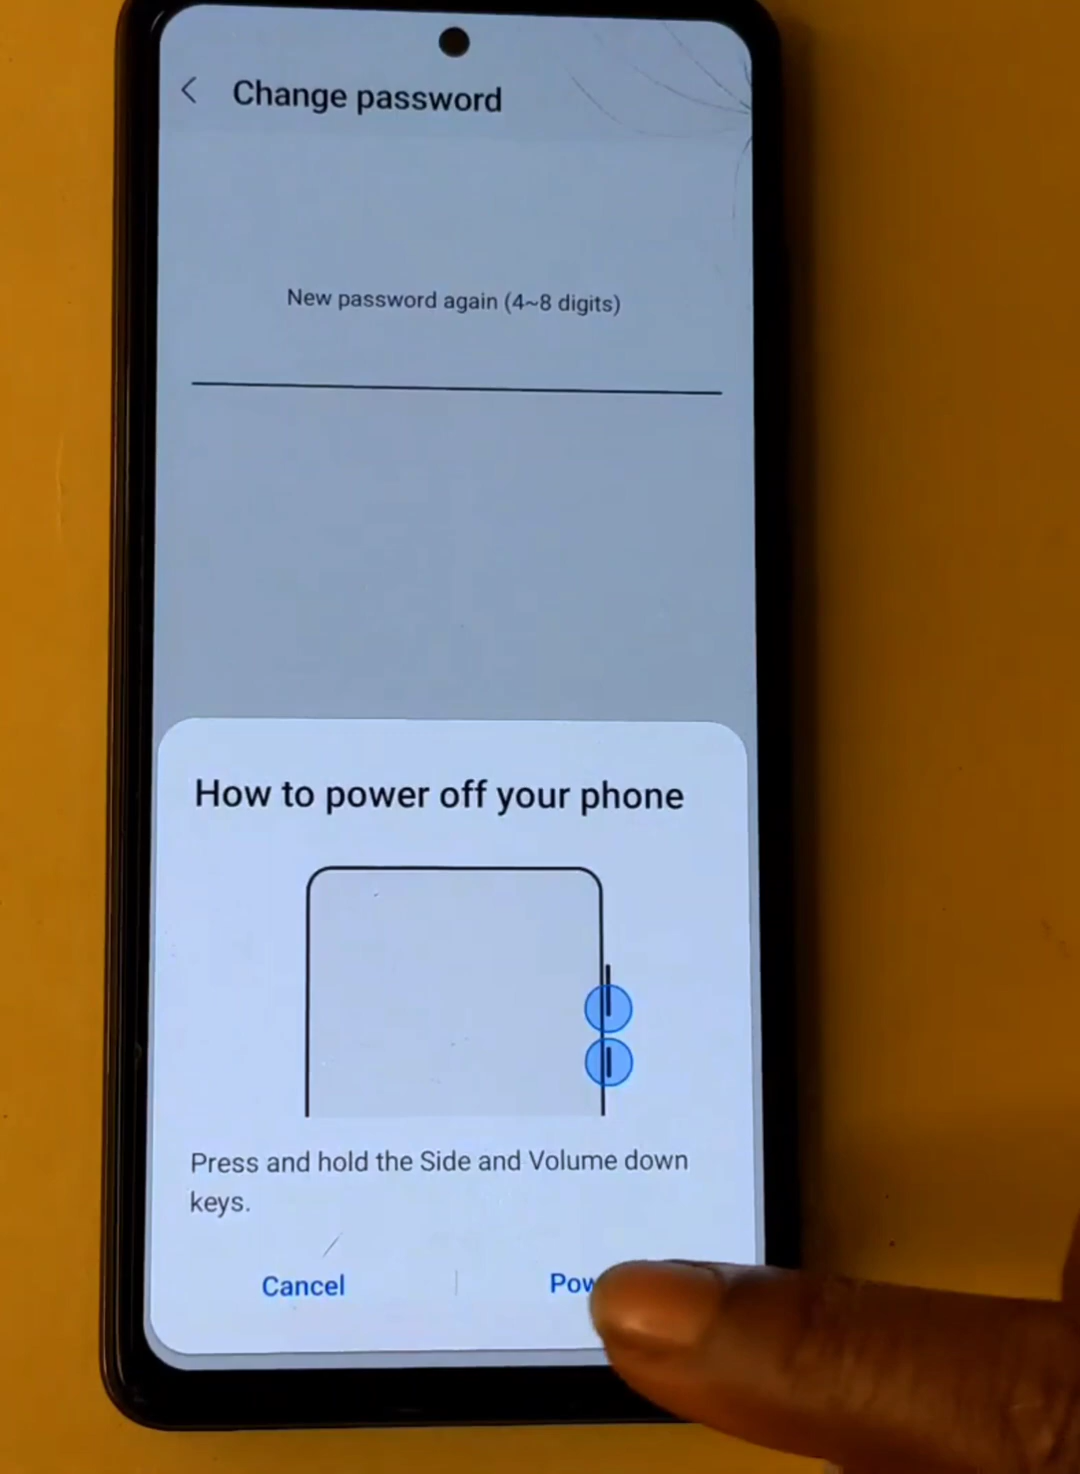 Change password
New password again (4~8 digits)
How to power off your phone
Press and hold the Side and Volume down
keys.
Cancel